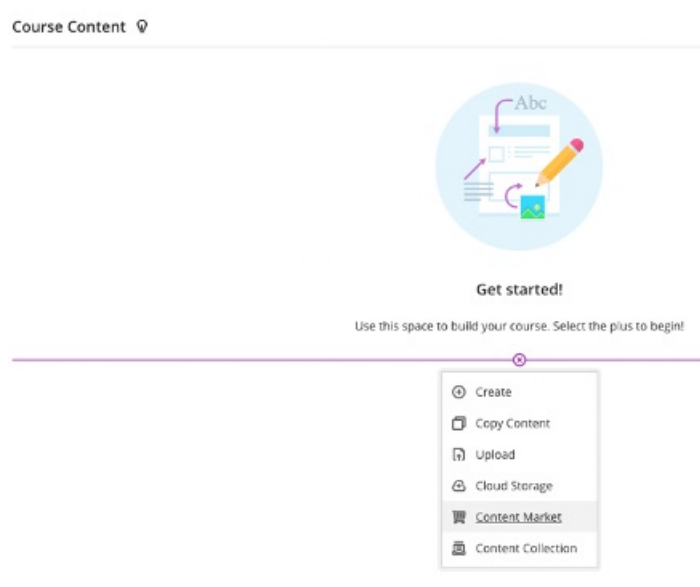 Course Content
Abc
Get started!
Use this space to build your course. Select the plus to begin!
Create
Copy Content
Upload
Cloud Storage
Content Market
Content Collection